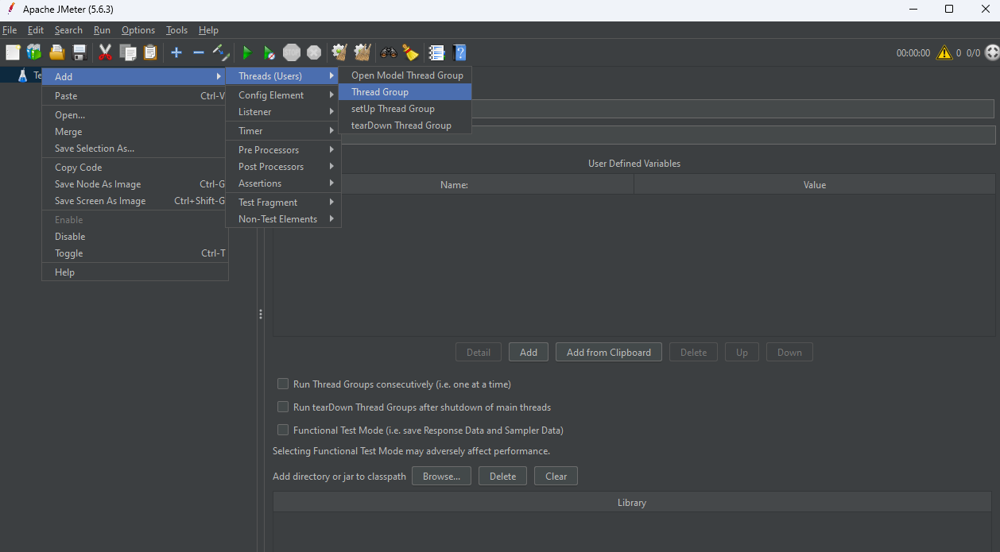 Apache JMeter (5.6.3)
File Edit Search Run Options Tools Help
STOP
00:00:00 0 0/0
Te
Add
Paste Ctrl-V
Open...
Merge
Save Selection As...
Copy Code
Save Node As Image Ctrl-G
Save Screen As Image Ctrl+Shift-G
Enable
Disable
Toggle Ctrl-T
Help
Threads (Users)
Config Element
Listener
Timer
Pre Processors
Post Processors
Assertions
Test Fragment
Non-Test Elements
Open Model Thread Group
Thread Group
setUp Thread Group
tearDown Thread Group
User Defined Variables
Name: Value
Detail Add Add from Clipboard Delete Up Down
Run Thread Groups consecutively (i.e. one at a time)
Run tearDown Thread Groups after shutdown of main threads
Functional Test Mode (i.e. save Response Data and Sampler Data)
Selecting Functional Test Mode may adversely affect performance.
Add directory or jar to classpath Browse... Delete Clear
Library